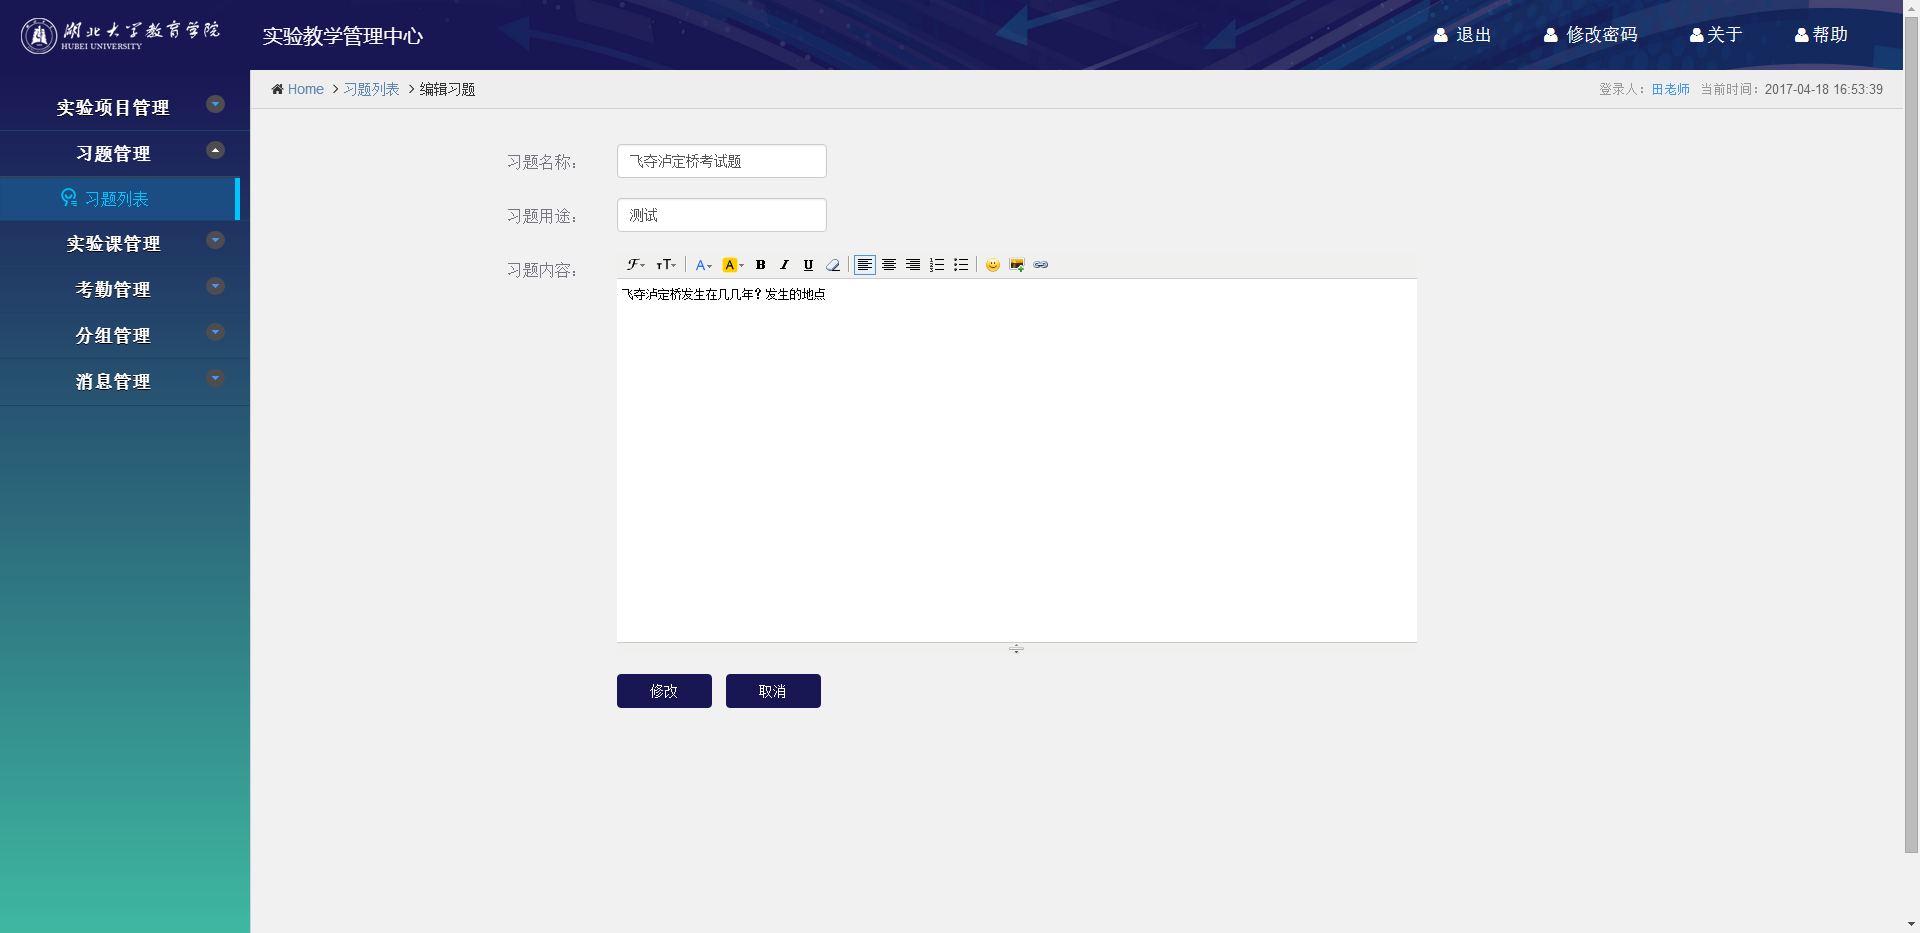 湖北大学教育学院
HUBEI UNIVERSITY
实验教学管理中心
退出 修改密码 关于 帮助
Home 习题列表 编辑习题
登录人：田老师 当前时间：2017-04-18 16:53:39
实验项目管理
习题管理
习题列表
实验课管理
考勤管理
分组管理
消息管理
习题名称：
飞夺泸定桥考试题
习题用途：
测试
习题内容：
飞夺泸定桥发生在几几年？发生的地点
修改 取消